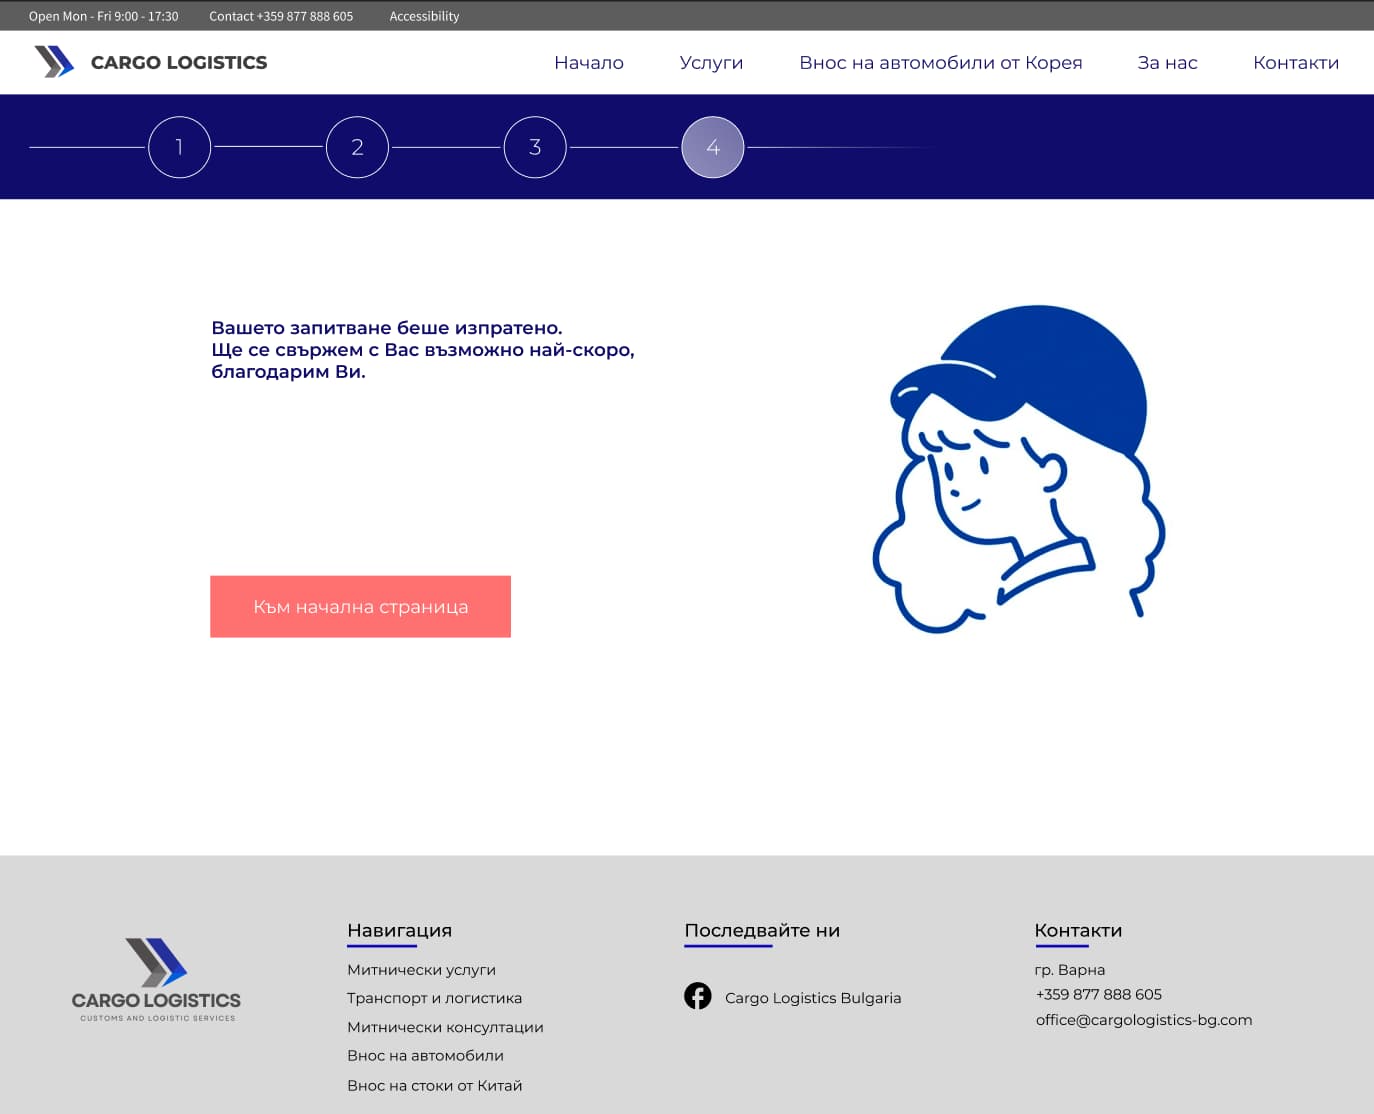 Open Mon - Fri 9:00 - 17:30 Contact +359 877 888 605 Accessibility
CARGO LOGISTICS
Начало Услуги Внос на автомобили от Корея За нас Контакти
1 2 3 4
Вашето запитване беше изпратено.
Ще се свържем с Вас възможно най-скоро,
благодарим Ви.
Към начална страница
CARGO LOGISTICS
CUSTOMS AND LOGISTIC SERVICES
Навигация
Митнически услуги
Транспорт и логистика
Митнически консултации
Внос на автомобили
Внос на стоки от Китай
Последвайте ни
Cargo Logistics Bulgaria
Контакти
гр. Варна
+359 877 888 605
office@cargologistics-bg.com